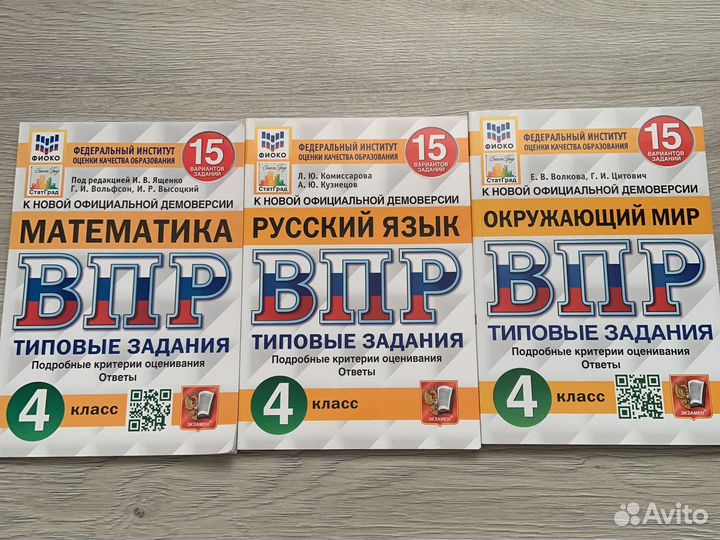 ФИОКО
ФЕДЕРАЛЬНЫЙ ИНСТИТУТ
ОЦЕНКИ КАЧЕСТВА ОБРАЗОВАНИЯ
15
ВАРИАНТОВ
ЗАДАНИЙ
СтатГрад
Под редакцией И. В. Ященко
Г. И. Вольфсон, И. Р. Высоцкий
К НОВОЙ ОФИЦИАЛЬНОЙ ДЕМОВЕРСИИ
МАТЕМАТИКА
ВПР
ТИПОВЫЕ ЗАДАНИЯ
Подробные критерии оценивания
Ответы
4 класс
ЭКЗАМЕН
ФИОКО
ФЕДЕРАЛЬНЫЙ ИНСТИТУТ
ОЦЕНКИ КАЧЕСТВА ОБРАЗОВАНИЯ
15
ВАРИАНТОВ
ЗАДАНИЙ
СтатГрад
Л. Ю. Комиссарова
А. Ю. Кузнецов
К НОВОЙ ОФИЦИАЛЬНОЙ ДЕМОВЕРСИИ
РУССКИЙ ЯЗЫК
ВПР
ТИПОВЫЕ ЗАДАНИЯ
Подробные критерии оценивания
Ответы
4 класс
ЭКЗАМЕН
ФИОКО
ФЕДЕРАЛЬНЫЙ ИНСТИТУТ
ОЦЕНКИ КАЧЕСТВА ОБРАЗОВАНИЯ
15
ВАРИАНТОВ
ЗАДАНИЙ
СтатГрад
Е. В. Волкова, Г. И. Цитович
К НОВОЙ ОФИЦИАЛЬНОЙ ДЕМОВЕРСИИ
ОКРУЖАЮЩИЙ МИР
ВПР
ТИПОВЫЕ ЗАДАНИЯ
Подробные критерии оценивания
Ответы
4 класс
ЭКЗАМЕН
Avito